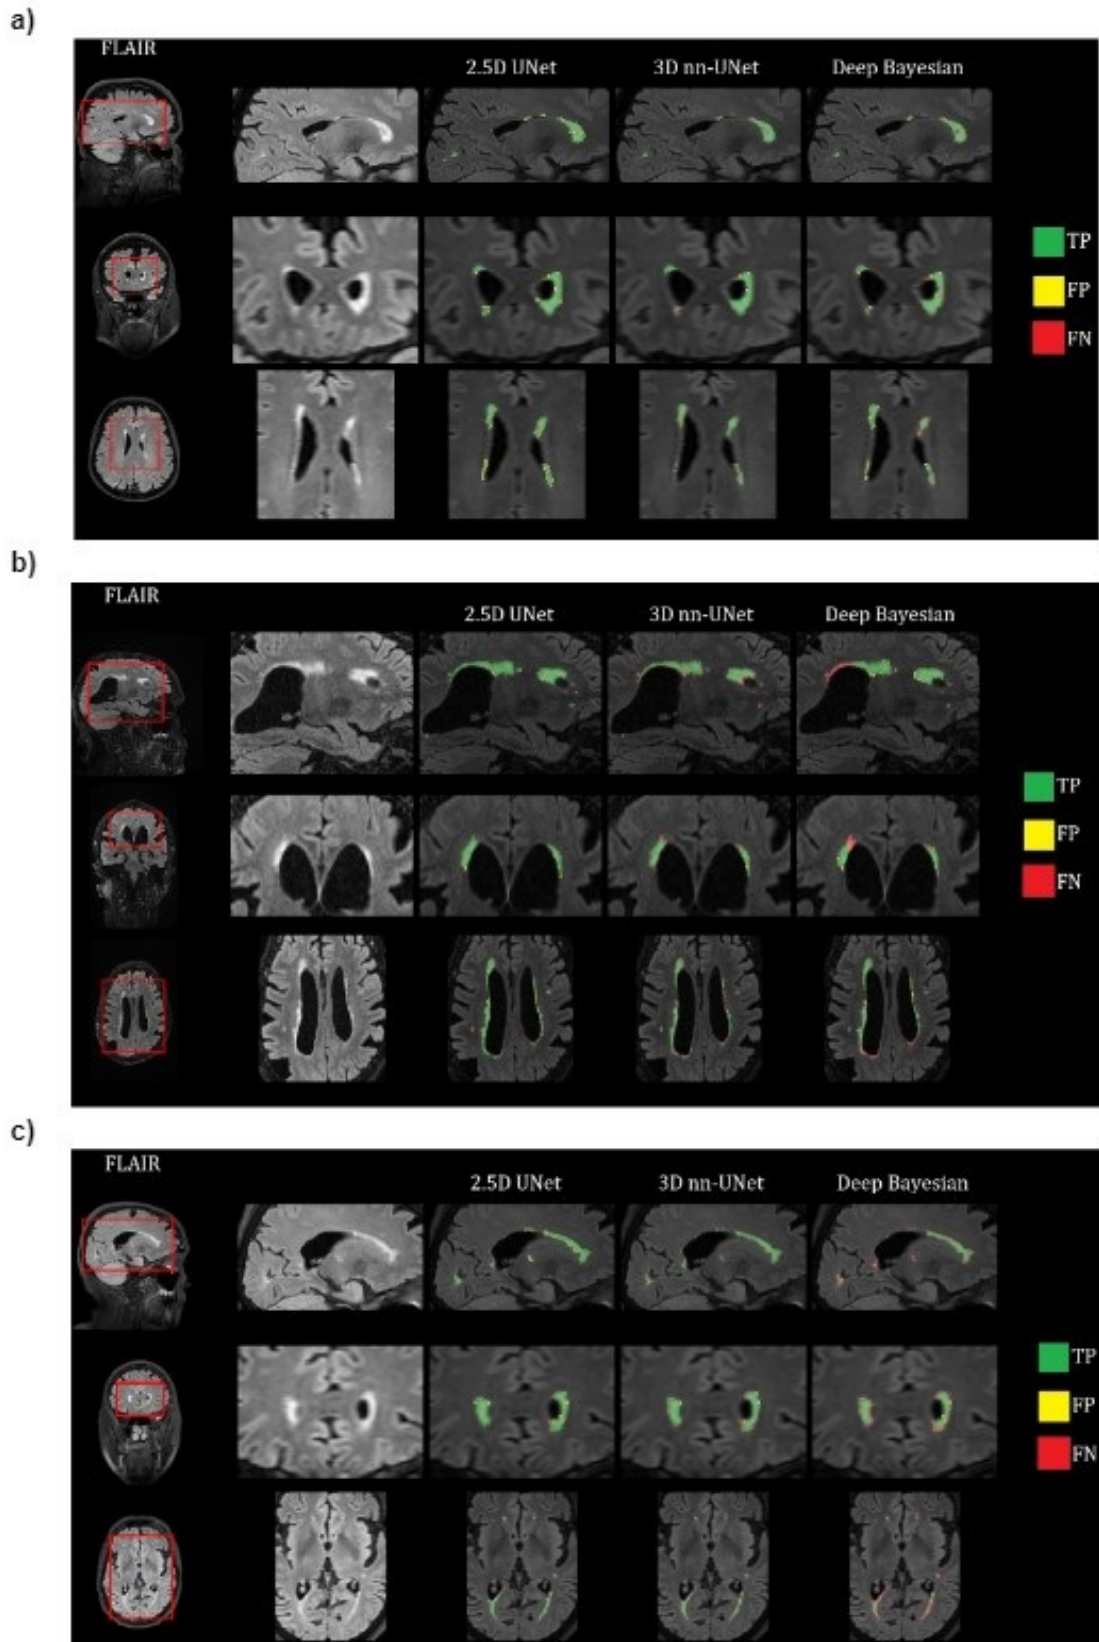 a)
FLAIR
2.5D UNet 3D nn-UNet Deep Bayesian
TP
FP
FN
b)
FLAIR
2.5D UNet 3D nn-UNet Deep Bayesian
TP
FP
FN
c)
FLAIR
2.5D UNet 3D nn-UNet Deep Bayesian
TP
FP
FN